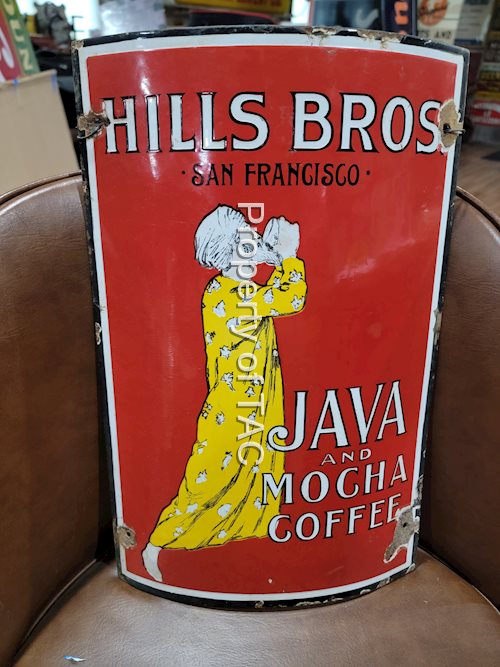 HILLS BROS.
·SAN FRANCISCO·
Property of TAC
JAVA
AND
MOCHA
COFFEE